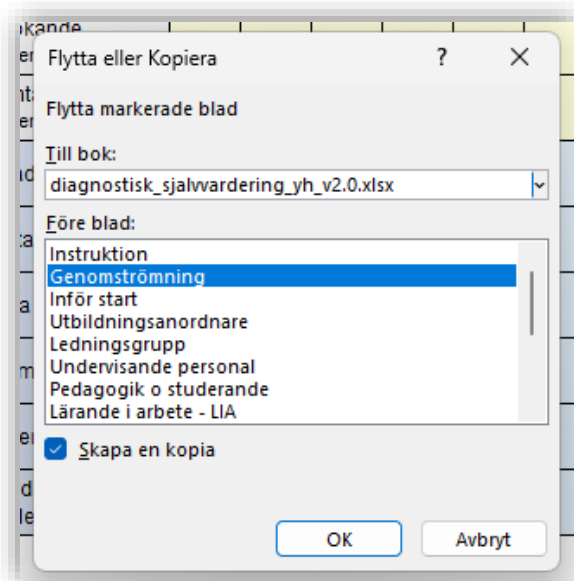 Flytta eller Kopiera ?
Flytta markerade blad
Till bok:
diagnostisk_sjalvvardering_yh_v2.0.xlsx
Före blad:
Instruktion
Genomströmning
Inför start
Utbildningsanordnare
Ledningsgrupp
Undervisande personal
Pedagogik o studerande
Lärande i arbete - LIA
Skapa en kopia
OK Avbryt